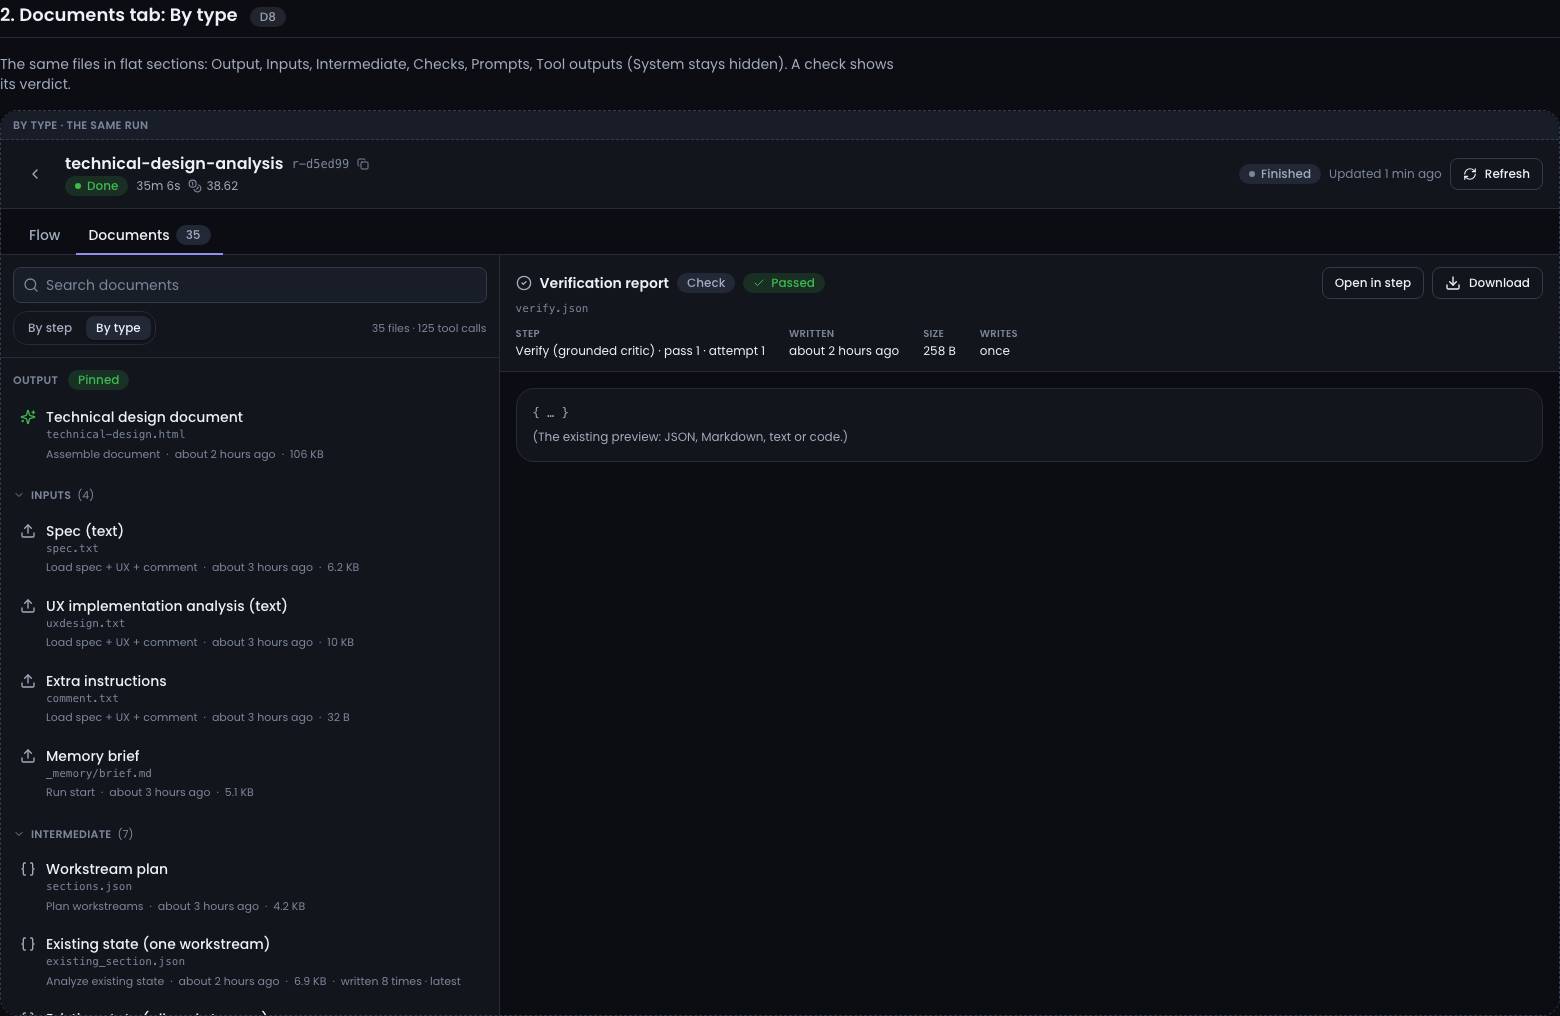 2. Documents tab: By type D8
The same files in flat sections: Output, Inputs, Intermediate, Checks, Prompts, Tool outputs (System stays hidden). A check shows
its verdict.
BY TYPE · THE SAME RUN
technical-design-analysis r-d5ed99
Done 35m 6s 38.62
Finished Updated 1 min ago Refresh
Flow Documents 35
Search documents
By step By type 35 files · 125 tool calls
OUTPUT Pinned
Technical design document
technical-design.html
Assemble document · about 2 hours ago · 106 KB
INPUTS (4)
Spec (text)
spec.txt
Load spec + UX + comment · about 3 hours ago · 6.2 KB
UX implementation analysis (text)
uxdesign.txt
Load spec + UX + comment · about 3 hours ago · 10 KB
Extra instructions
comment.txt
Load spec + UX + comment · about 3 hours ago · 32 B
Memory brief
_memory/brief.md
Run start · about 3 hours ago · 5.1 KB
INTERMEDIATE (7)
{} Workstream plan
sections.json
Plan workstreams · about 3 hours ago · 4.2 KB
{} Existing state (one workstream)
existing_section.json
Analyze existing state · about 2 hours ago · 6.9 KB · written 8 times · latest
Verification report Check Passed
Open in step Download
verify.json
STEP WRITTEN SIZE WRITES
Verify (grounded critic) · pass 1 · attempt 1 about 2 hours ago 258 B once
{ … }
(The existing preview: JSON, Markdown, text or code.)